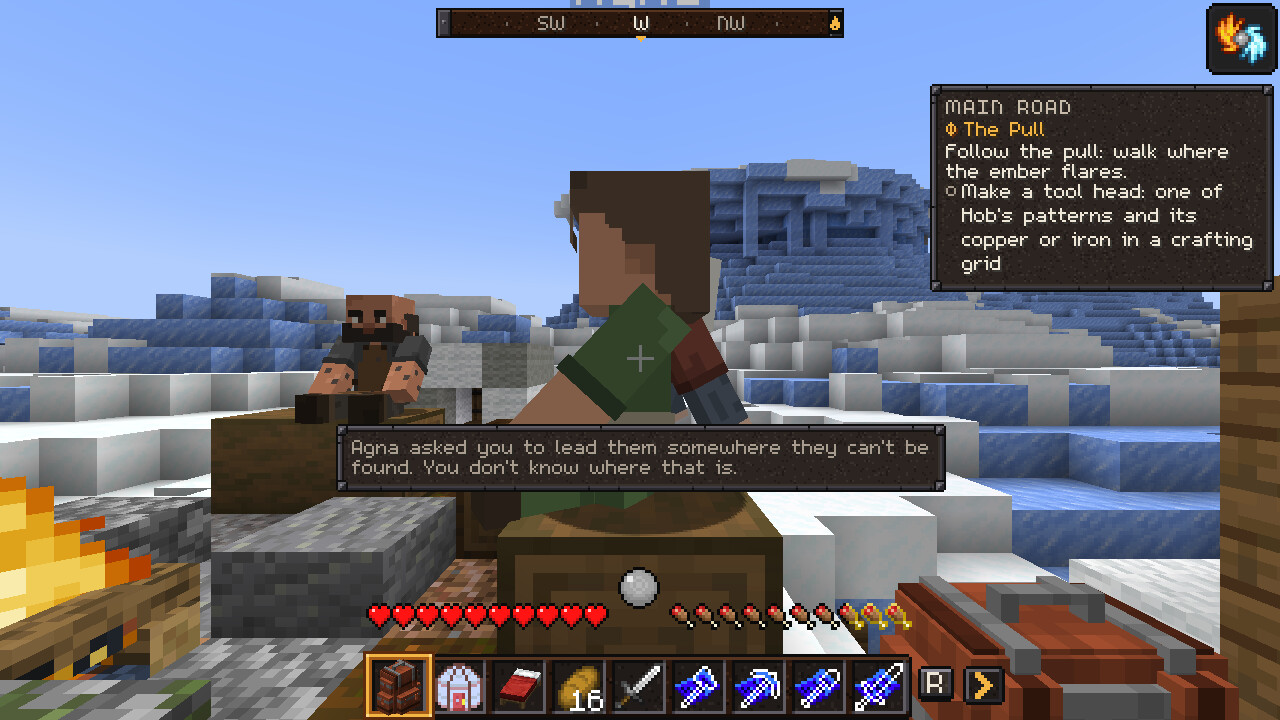 SW W NW
MAIN ROAD
The Pull
Follow the pull: walk where
the ember flares.
Make a tool head: one of
Hob's patterns and its
copper or iron in a crafting
grid
Agna asked you to lead them somewhere they can't be
found. You don't know where that is.
16
R